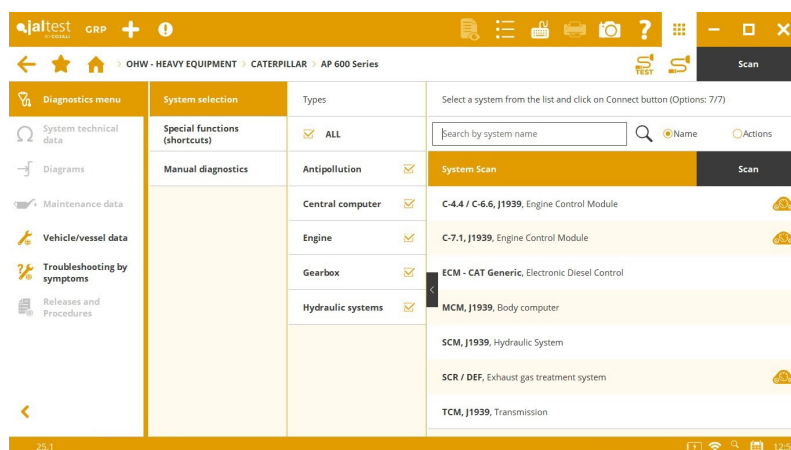 jaltest GRP
OHW - HEAVY EQUIPMENT CATERPILLAR AP 600 Series
TEST
Scan
Diagnostics menu
System technical
data
Diagrams
Maintenance data
Vehicle/vessel data
Troubleshooting by
symptoms
Releases and
Procedures
System selection
Special functions
(shortcuts)
Manual diagnostics
Types
ALL
Antipollution
Central computer
Engine
Gearbox
Hydraulic systems
Select a system from the list and click on Connect button (Options: 7/7)
Search by system name
Name
Actions
System Scan
Scan
C-4.4 / C-6.6, J1939, Engine Control Module
C-7.1, J1939, Engine Control Module
ECM - CAT Generic, Electronic Diesel Control
MCM, J1939, Body computer
SCM, J1939, Hydraulic System
SCR / DEF, Exhaust gas treatment system
TCM, J1939, Transmission
25.1